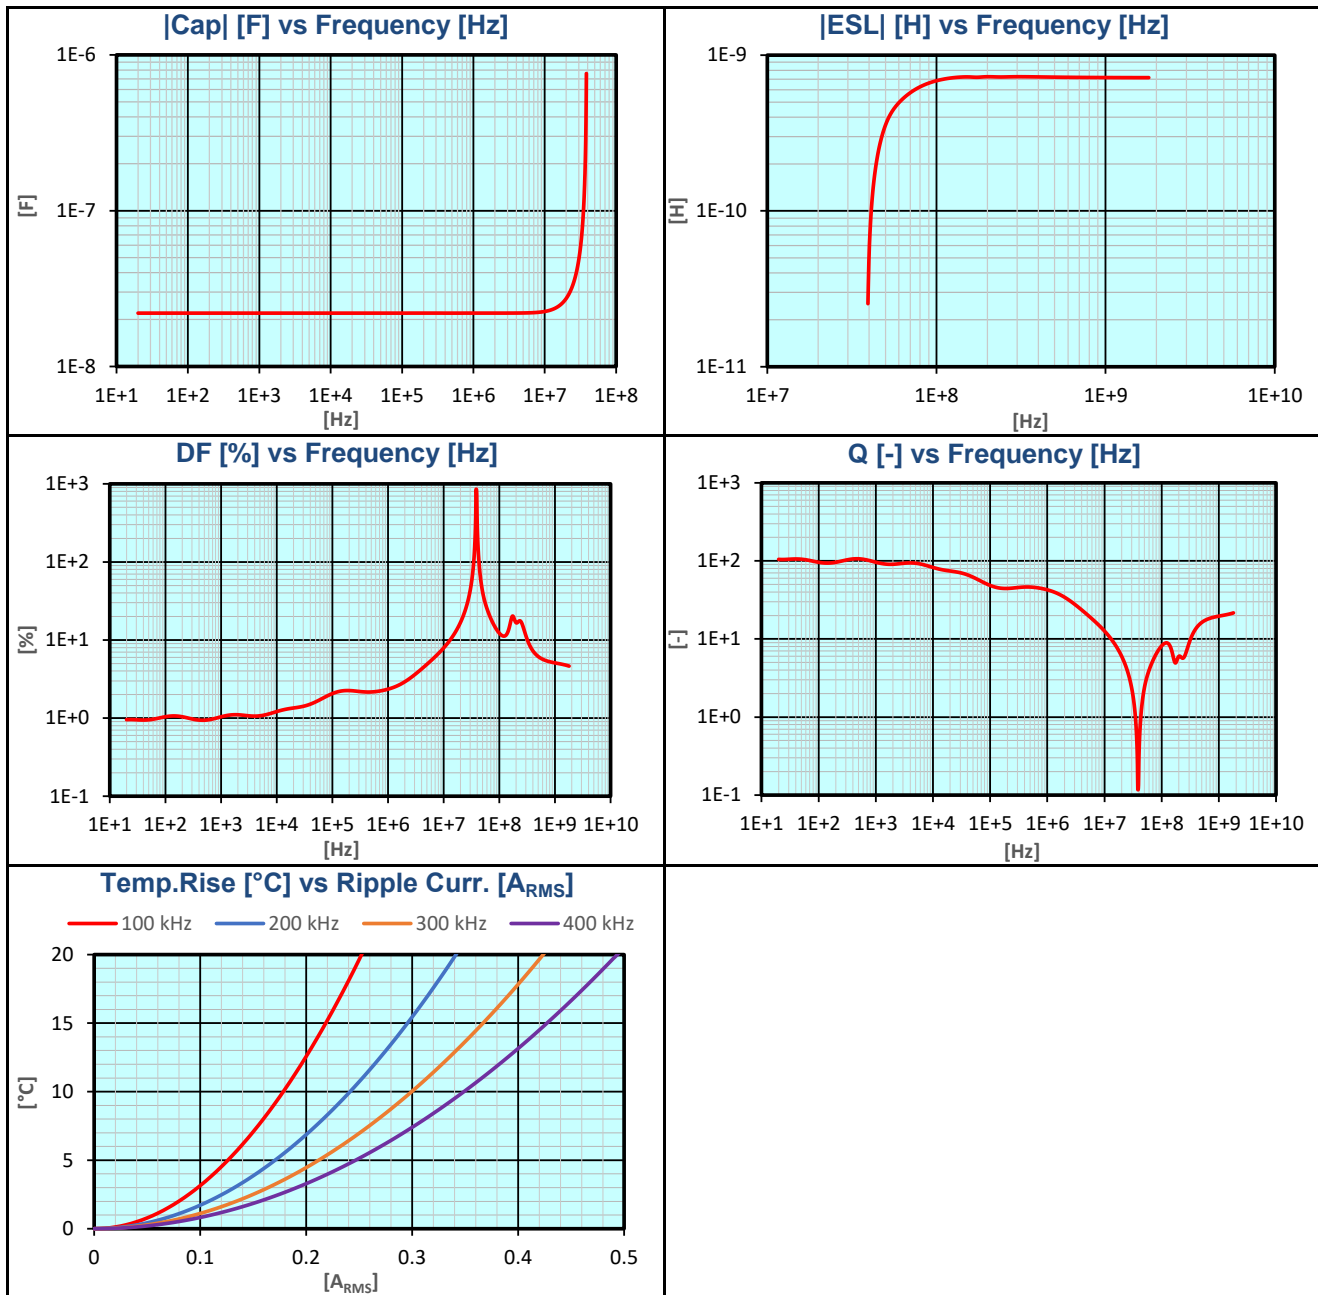 |Cap| [F] vs Frequency [Hz]
1E-6
1E-7
1E-8
[F]
1E+1 1E+2 1E+3 1E+4 1E+5 1E+6 1E+7 1E+8
[Hz]
|ESL| [H] vs Frequency [Hz]
1E-9
1E-10
1E-11
[H]
1E+7 1E+8 1E+9 1E+10
[Hz]
DF [%] vs Frequency [Hz]
1E+3
1E+2
1E+1
1E+0
1E-1
[%]
1E+1 1E+2 1E+3 1E+4 1E+5 1E+6 1E+7 1E+8 1E+9 1E+10
[Hz]
Q [-] vs Frequency [Hz]
1E+3
1E+2
1E+1
1E+0
1E-1
[-]
1E+1 1E+2 1E+3 1E+4 1E+5 1E+6 1E+7 1E+8 1E+9 1E+10
[Hz]
Temp.Rise [°C] vs Ripple Curr. [ARMS]
100 kHz 200 kHz 300 kHz 400 kHz
20
15
10
5
0
[°C]
0 0.1 0.2 0.3 0.4 0.5
[ARMS]